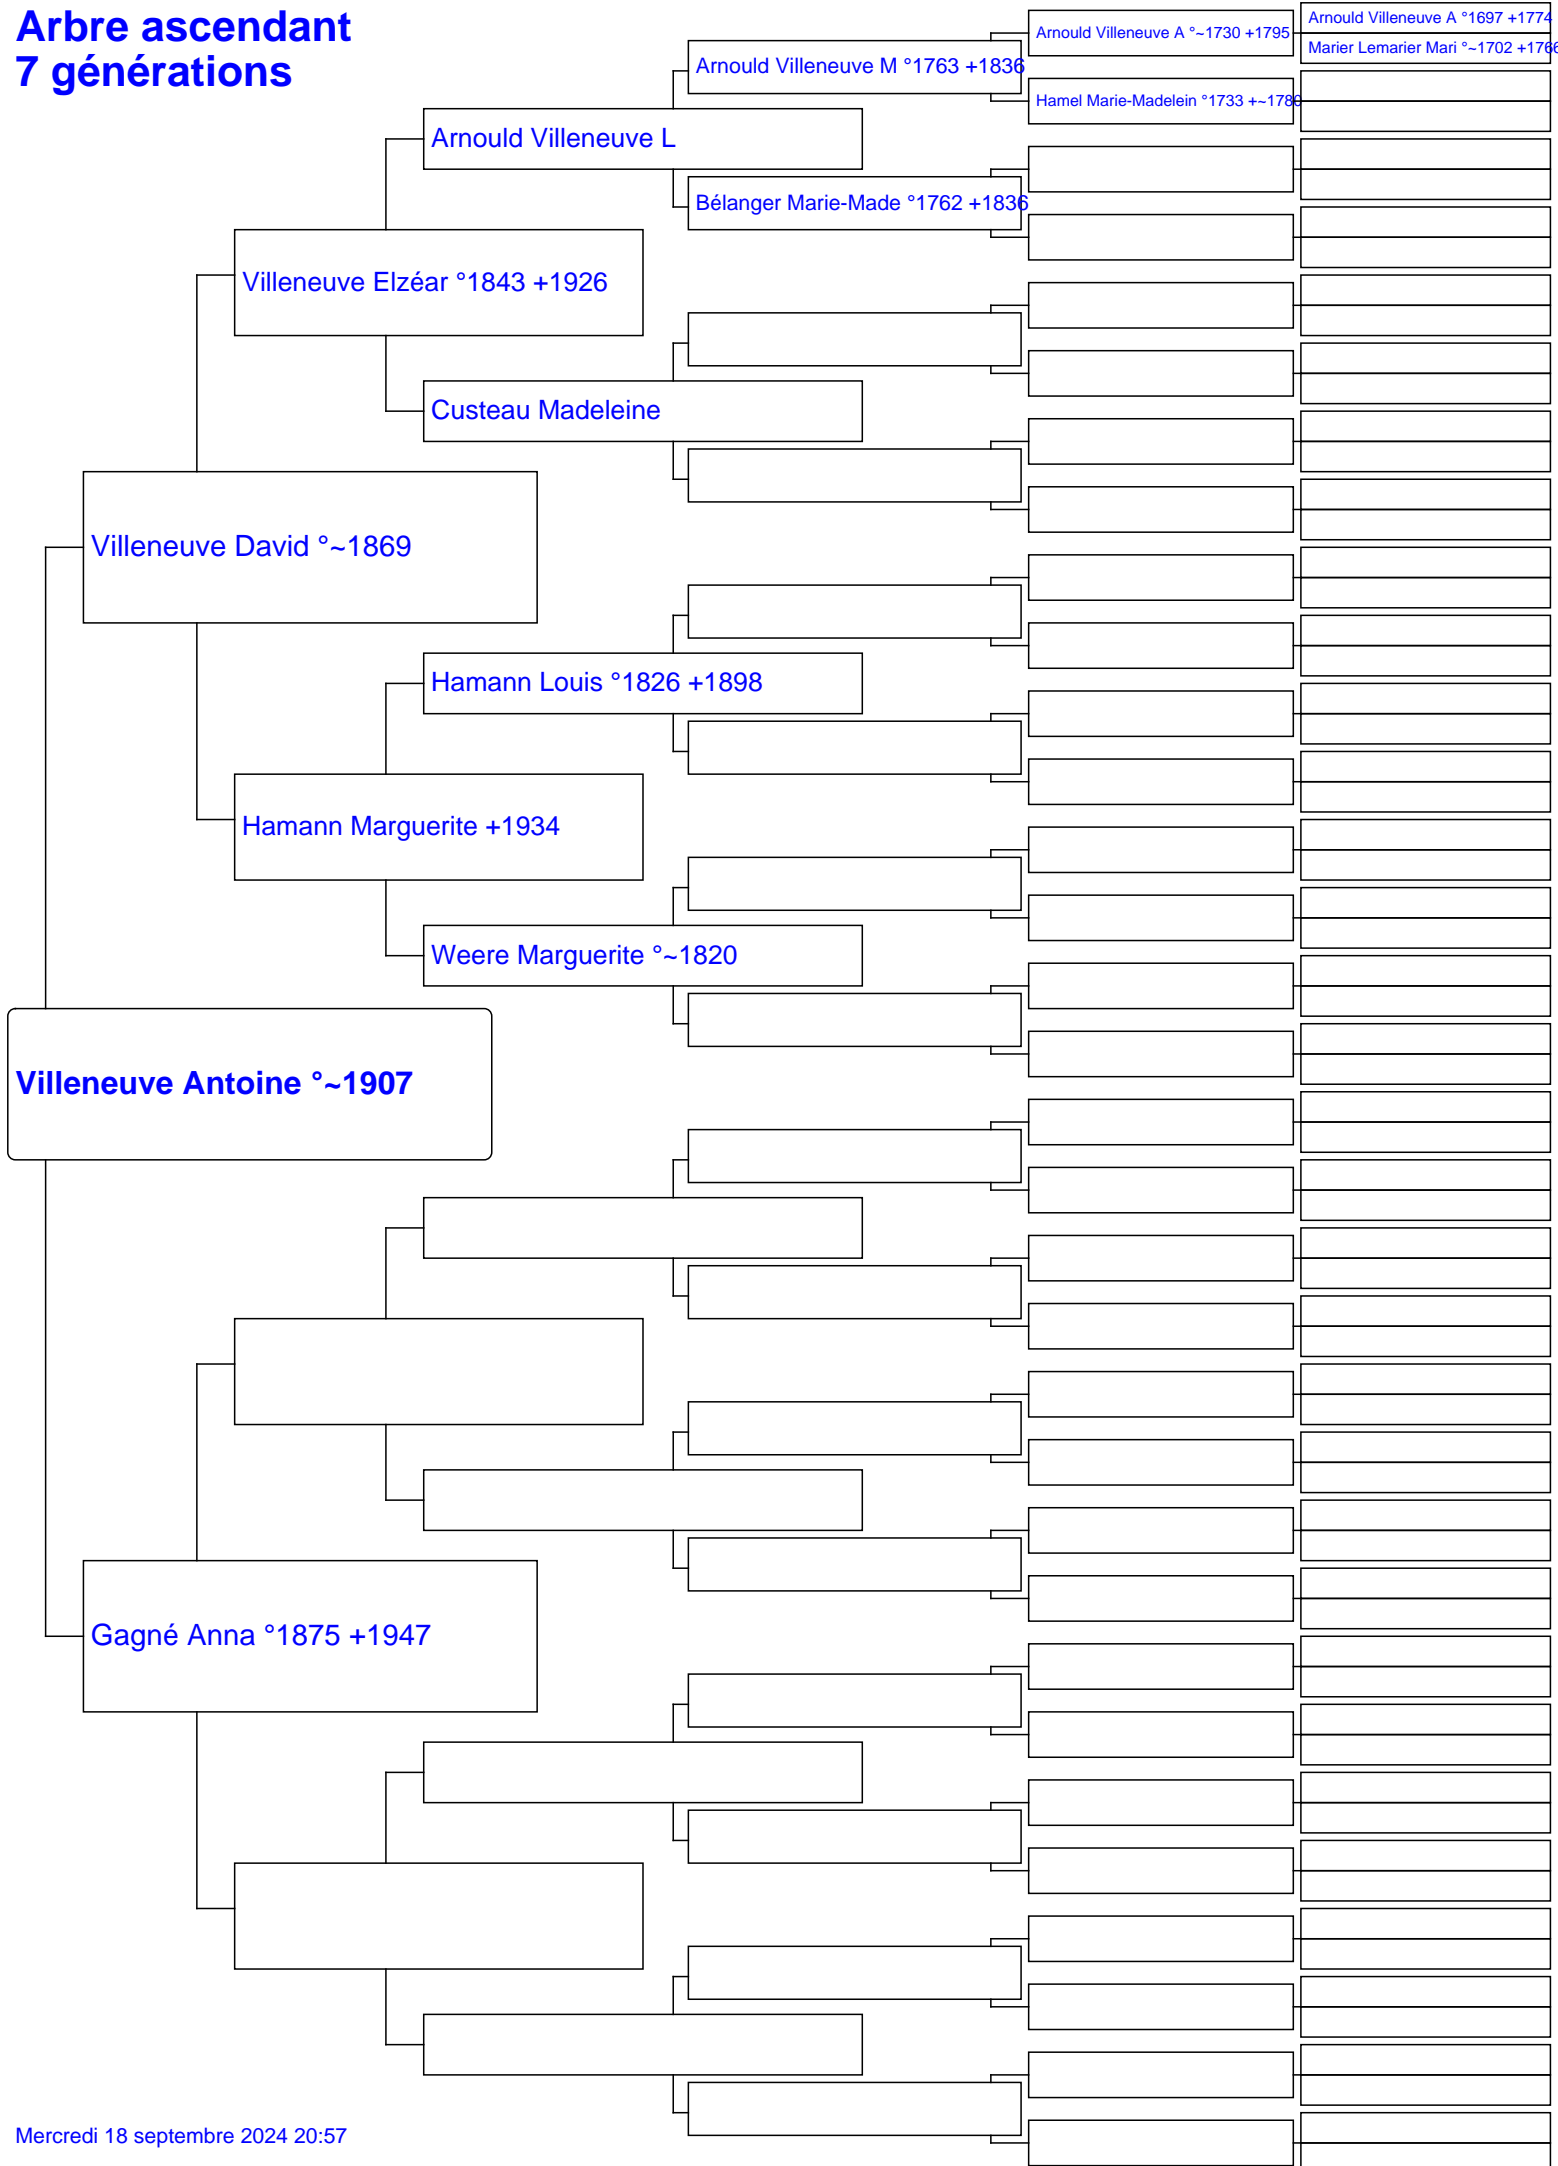 Arbre ascendant
7 générations
Arnould Villeneuve A °1697 +1774
Marier Lemarier Mari °~1702 +1766
Arnould Villeneuve A °~1730 +1795
Hamel Marie-Madelein °1733 +~1780
Arnould Villeneuve M °1763 +1836
Bélanger Marie-Made °1762 +1836
Arnould Villeneuve L
Villeneuve Elzéar °1843 +1926
Custeau Madeleine
Villeneuve David °~1869
Hamann Louis °1826 +1898
Hamann Marguerite +1934
Weere Marguerite °~1820
Villeneuve Antoine °~1907
Gagné Anna °1875 +1947
Mercredi 18 septembre 2024 20:57